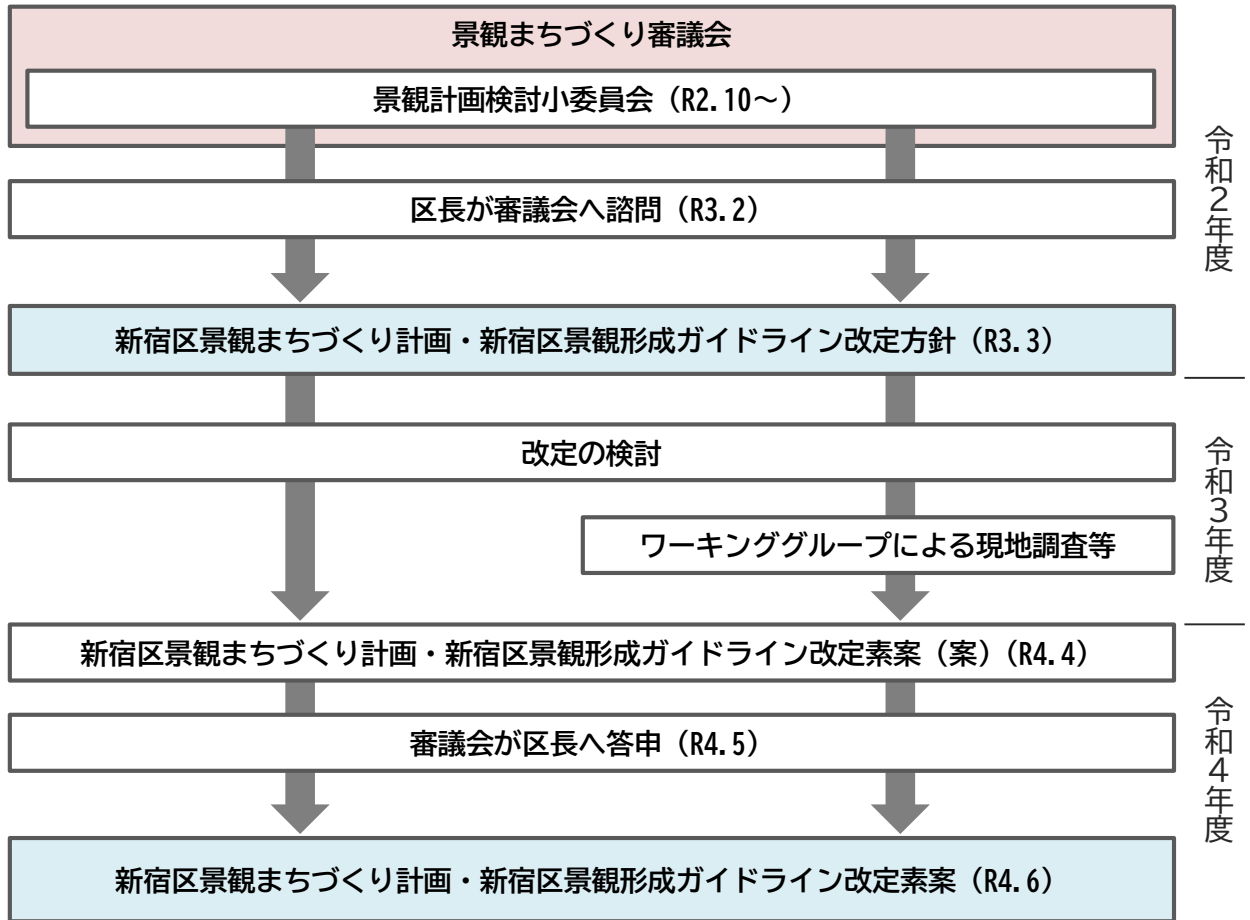 景観まちづくり審議会
景観計画検討小委員会（R2.10～）
区長が審議会へ諮問（R3.2）
新宿区景観まちづくり計画・新宿区景観形成ガイドライン改定方針（R3.3）
令和２年度
改定の検討
ワーキンググループによる現地調査等
令和３年度
新宿区景観まちづくり計画・新宿区景観形成ガイドライン改定素案（案）（R4.4）
審議会が区長へ答申（R4.5）
新宿区景観まちづくり計画・新宿区景観形成ガイドライン改定素案（R4.6）
令和４年度